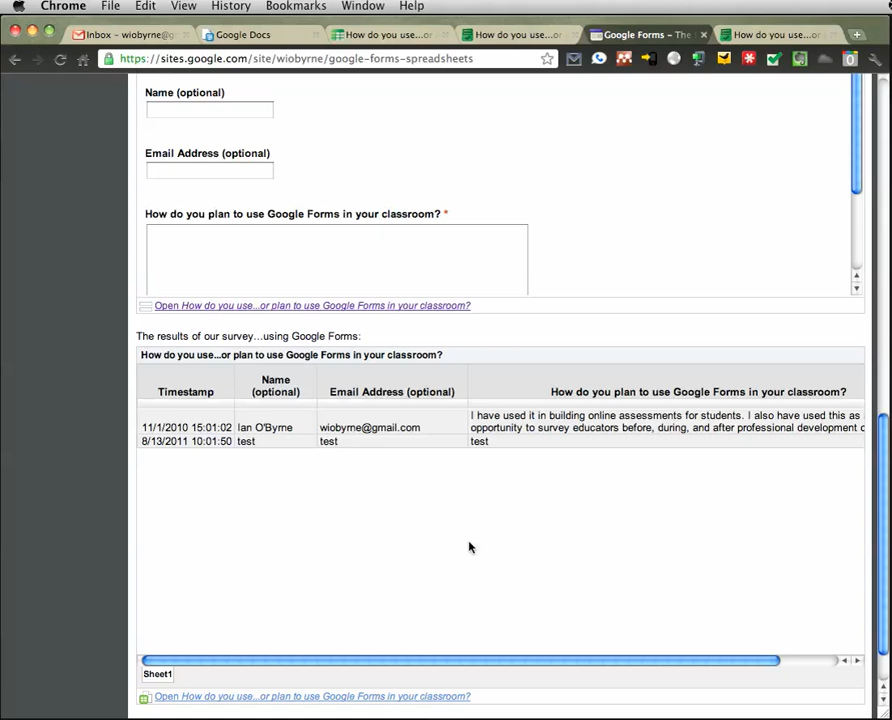 Chrome File Edit View History Bookmarks Window Help
Inbox – wiobyrne@g
Google Docs
How do you use...or
How do you use...or
Google Forms – The
How do you use...or
https://sites.google.com/site/wiobyrne/google-forms-spreadsheets
Name (optional)
Email Address (optional)
How do you plan to use Google Forms in your classroom? *
Open How do you use...or plan to use Google Forms in your classroom?
The results of our survey...using Google Forms:
How do you use...or plan to use Google Forms in your classroom?
Timestamp Name (optional) Email Address (optional) How do you plan to use Google Forms in your classroom?
I have used it in building online assessments for students. I also have used this as
11/1/2010 15:01:02 Ian O'Byrne wiobyrne@gmail.com opportunity to survey educators before, during, and after professional development
8/13/2011 10:01:50 test test test
Sheet1
Open How do you use...or plan to use Google Forms in your classroom?